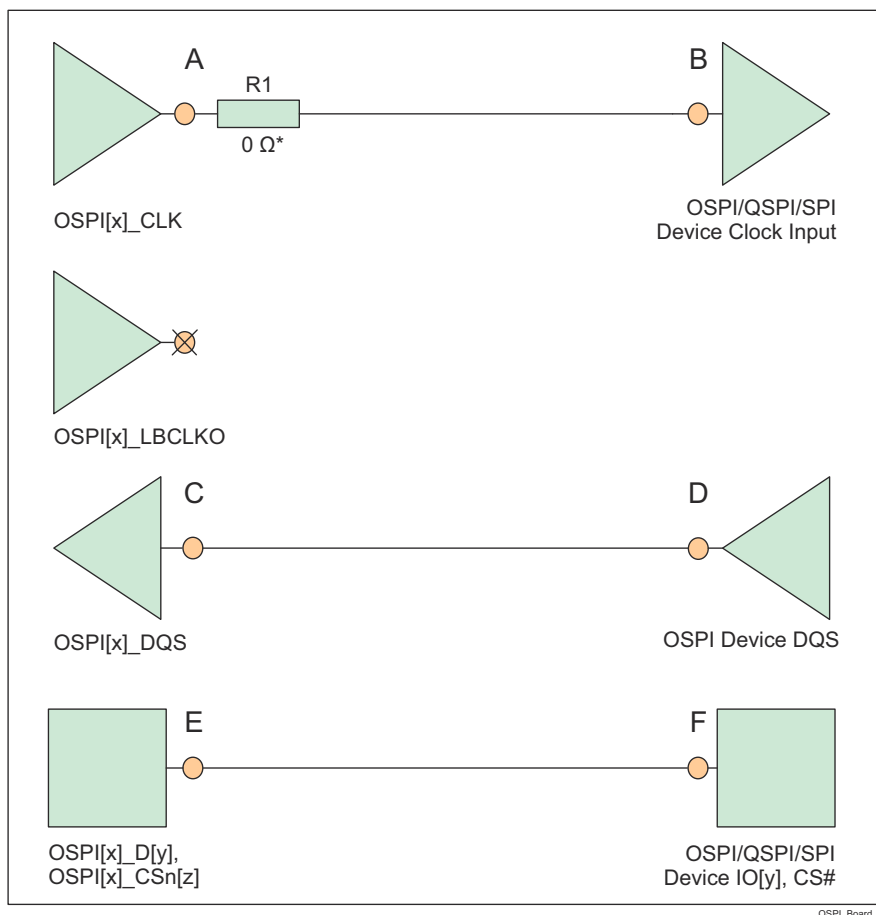 A
B
R1
0 Ω*
OSPI[x]_CLK
OSPI/QSPI/SPI
Device Clock Input
OSPI[x]_LBCLKO
C
D
OSPI[x]_DQS
OSPI Device DQS
E
F
OSPI[x]_D[y],
OSPI[x]_CSn[z]
OSPI/QSPI/SPI
Device IO[y], CS#
OSPI_Board